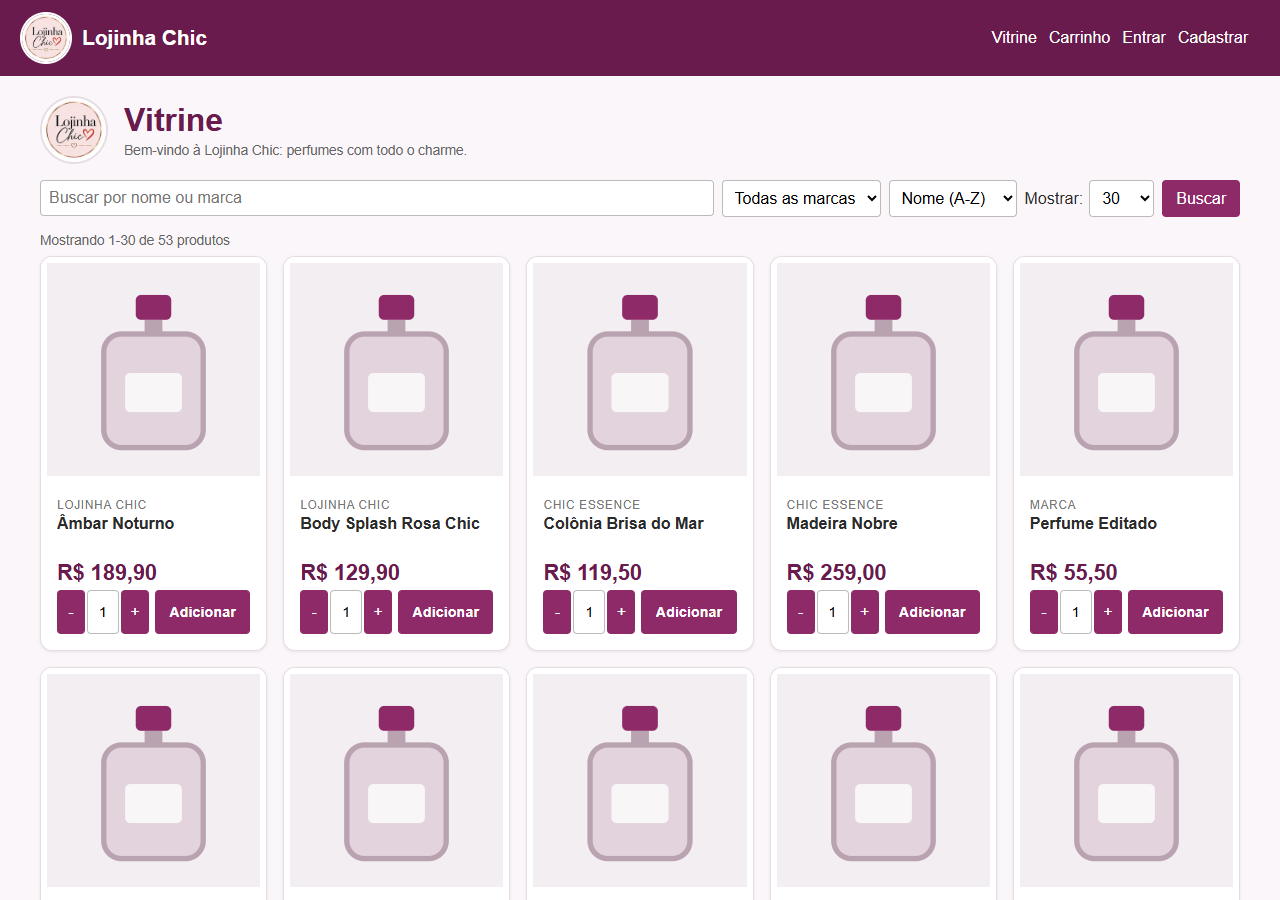 Lojinha Chic
Lojinha Chic
Vitrine Carrinho Entrar Cadastrar
Lojinha Chic
Vitrine
Bem-vindo à Lojinha Chic: perfumes com todo o charme.
Buscar por nome ou marca
Todas as marcas
Nome (A-Z)
Mostrar:
30
Buscar
Mostrando 1-30 de 53 produtos
LOJINHA CHIC
Âmbar Noturno
R$ 189,90
- 1 + Adicionar
LOJINHA CHIC
Body Splash Rosa Chic
R$ 129,90
- 1 + Adicionar
CHIC ESSENCE
Colônia Brisa do Mar
R$ 119,50
- 1 + Adicionar
CHIC ESSENCE
Madeira Nobre
R$ 259,00
- 1 + Adicionar
MARCA
Perfume Editado
R$ 55,50
- 1 + Adicionar